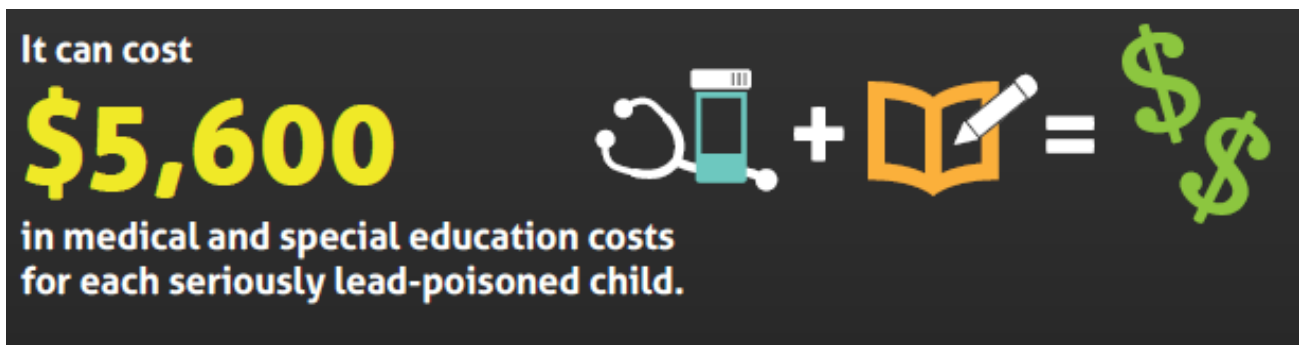 It can cost
$5,600
in medical and special education costs
for each seriously lead-poisoned child.